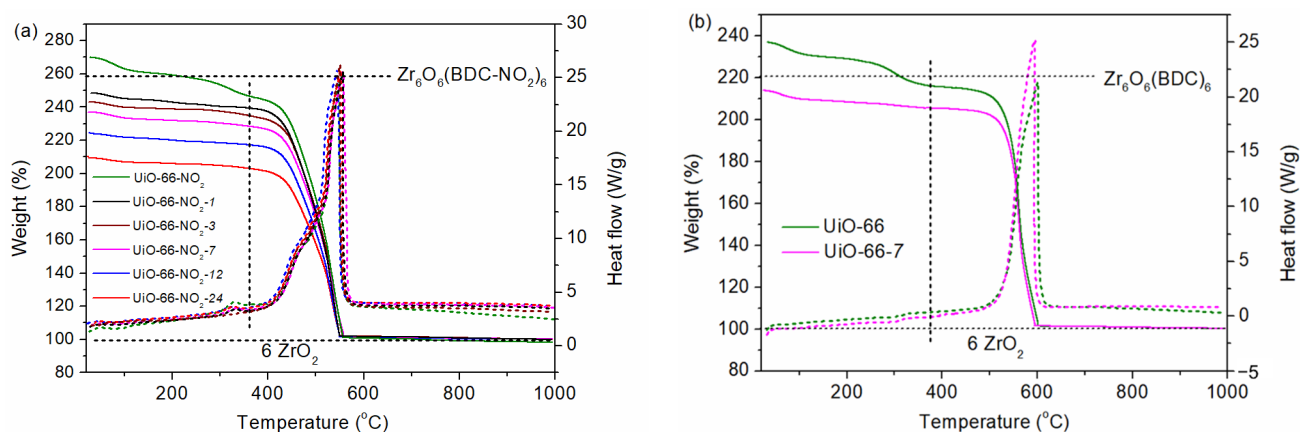 (a)
Weight (%)
280
260
240
220
200
180
160
140
120
100
80
Zr₆O₆(BDC-NO₂)₆
UiO-66-NO₂
UiO-66-NO₂-1
UiO-66-NO₂-3
UiO-66-NO₂-7
UiO-66-NO₂-12
UiO-66-NO₂-24
6 ZrO₂
200 400 600 800 1000
Temperature (°C)
30
25
20
15
10
5
0
Heat flow (W/g)
(b)
Weight (%)
240
220
200
180
160
140
120
100
80
Zr₆O₆(BDC)₆
UiO-66
UiO-66-7
6 ZrO₂
200 400 600 800 1000
Temperature (°C)
25
20
15
10
5
0
−5
Heat flow (W/g)